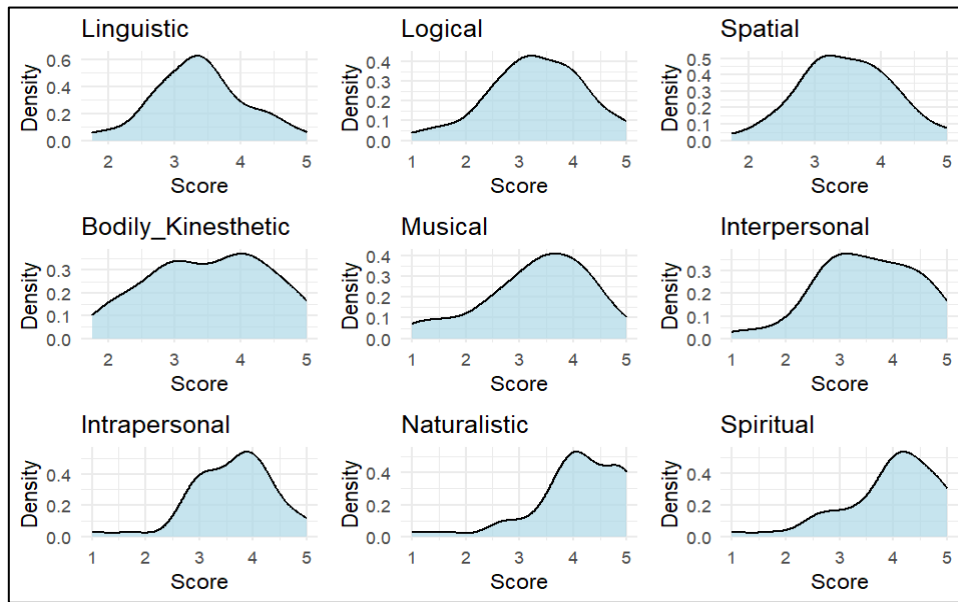 Linguistic
Density
0.6
0.4
0.2
0.0
2 3 4 5
Score
Logical
Density
0.4
0.3
0.2
0.1
0.0
1 2 3 4 5
Score
Spatial
Density
0.5
0.4
0.3
0.2
0.1
0.0
2 3 4 5
Score
Bodily_Kinesthetic
Density
0.3
0.2
0.1
0.0
2 3 4 5
Score
Musical
Density
0.4
0.3
0.2
0.1
0.0
1 2 3 4 5
Score
Interpersonal
Density
0.3
0.2
0.1
0.0
1 2 3 4 5
Score
Intrapersonal
Density
0.4
0.2
0.0
1 2 3 4 5
Score
Naturalistic
Density
0.4
0.2
0.0
1 2 3 4 5
Score
Spiritual
Density
0.4
0.2
0.0
1 2 3 4 5
Score